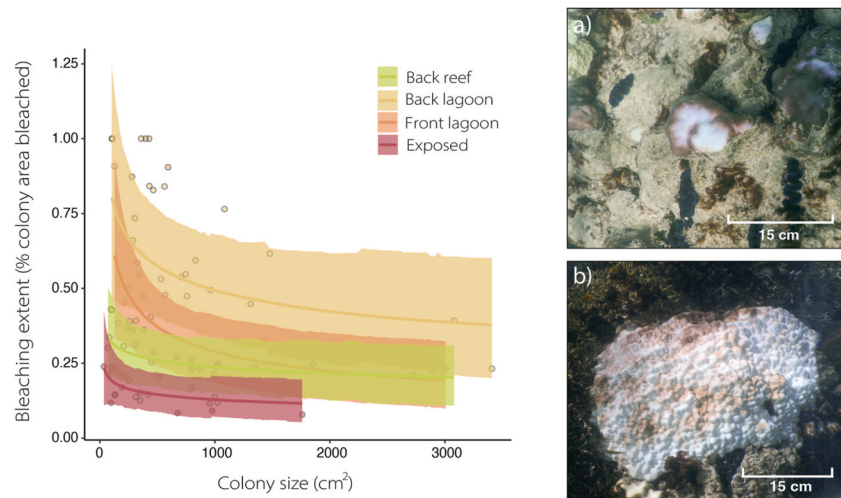 1.25
1.00
0.75
0.50
0.25
0.00
Bleaching extent (% colony area bleached)
Back reef
Back lagoon
Front lagoon
Exposed
0
1000
2000
3000
Colony size (cm²)
a)
15 cm
b)
15 cm